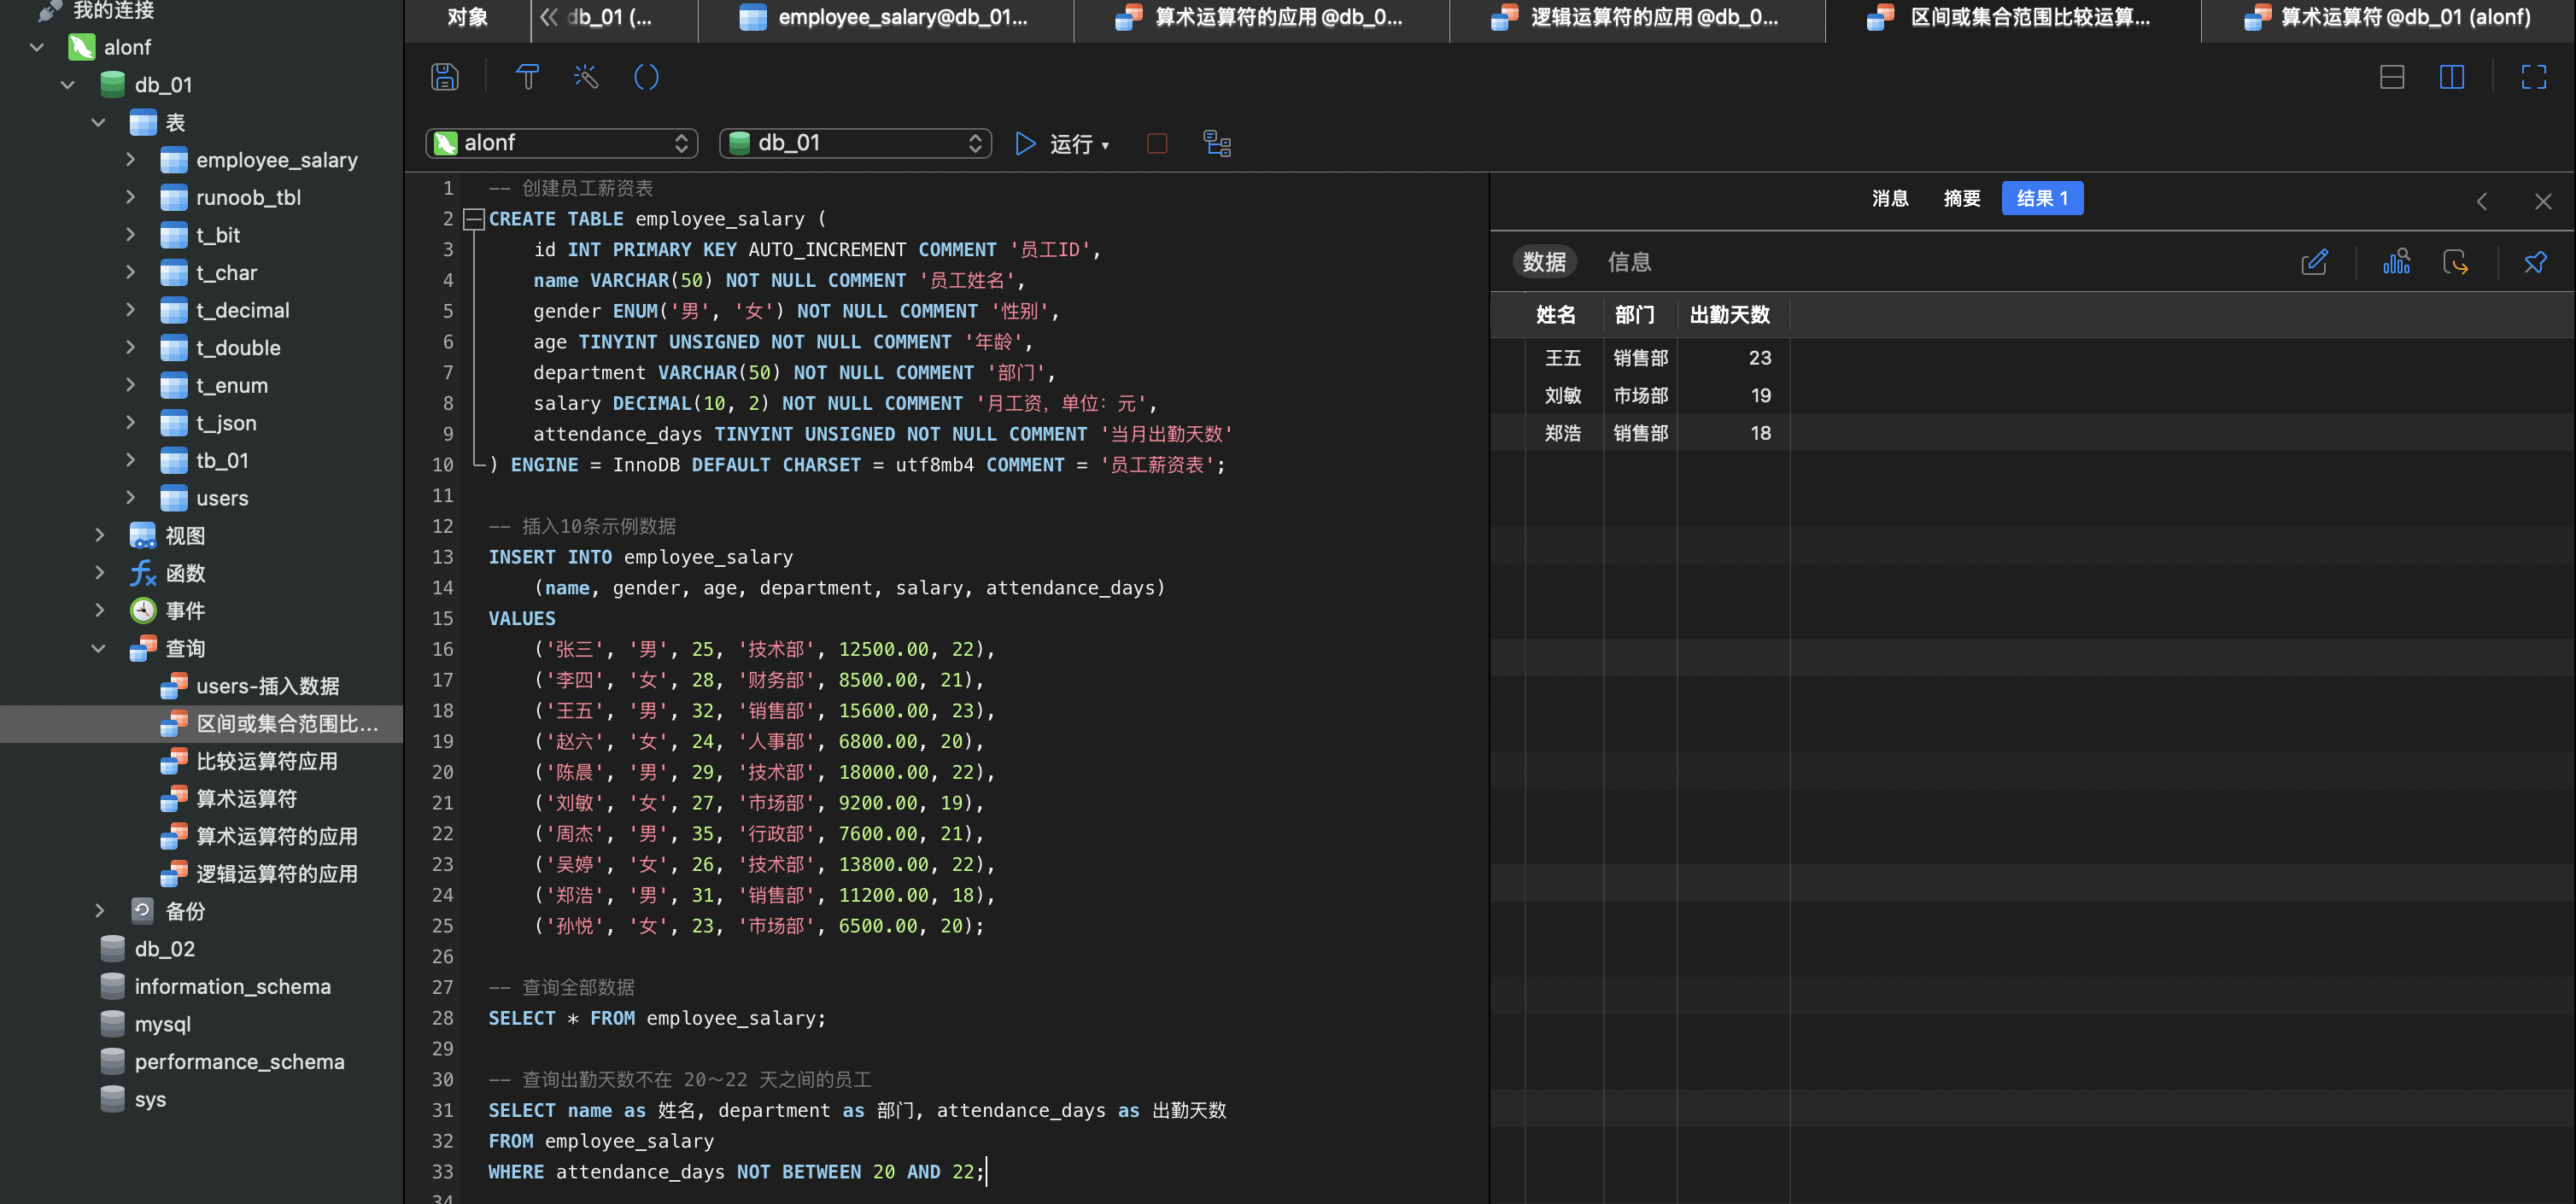 我的连接
alonf
db_01
表
employee_salary
runoob_tbl
t_bit
t_char
t_decimal
t_double
t_enum
t_json
tb_01
users
视图
函数
事件
查询
users-插入数据
区间或集合范围比...
比较运算符应用
算术运算符
算术运算符的应用
逻辑运算符的应用
备份
db_02
information_schema
mysql
performance_schema
sys
对象
db_01 (...
employee_salary@db_01...
算术运算符的应用@db_0...
逻辑运算符的应用@db_0...
区间或集合范围比较运算...
算术运算符@db_01 (alonf)
alonf
db_01
运行
1 -- 创建员工薪资表
2 CREATE TABLE employee_salary (
3 id INT PRIMARY KEY AUTO_INCREMENT COMMENT '员工ID',
4 name VARCHAR(50) NOT NULL COMMENT '员工姓名',
5 gender ENUM('男', '女') NOT NULL COMMENT '性别',
6 age TINYINT UNSIGNED NOT NULL COMMENT '年龄',
7 department VARCHAR(50) NOT NULL COMMENT '部门',
8 salary DECIMAL(10, 2) NOT NULL COMMENT '月工资，单位：元',
9 attendance_days TINYINT UNSIGNED NOT NULL COMMENT '当月出勤天数'
10 ) ENGINE = InnoDB DEFAULT CHARSET = utf8mb4 COMMENT = '员工薪资表';
11
12 -- 插入10条示例数据
13 INSERT INTO employee_salary
14 (name, gender, age, department, salary, attendance_days)
15 VALUES
16 ('张三', '男', 25, '技术部', 12500.00, 22),
17 ('李四', '女', 28, '财务部', 8500.00, 21),
18 ('王五', '男', 32, '销售部', 15600.00, 23),
19 ('赵六', '女', 24, '人事部', 6800.00, 20),
20 ('陈晨', '男', 29, '技术部', 18000.00, 22),
21 ('刘敏', '女', 27, '市场部', 9200.00, 19),
22 ('周杰', '男', 35, '行政部', 7600.00, 21),
23 ('吴婷', '女', 26, '技术部', 13800.00, 22),
24 ('郑浩', '男', 31, '销售部', 11200.00, 18),
25 ('孙悦', '女', 23, '市场部', 6500.00, 20);
26
27 -- 查询全部数据
28 SELECT * FROM employee_salary;
29
30 -- 查询出勤天数不在 20～22 天之间的员工
31 SELECT name as 姓名, department as 部门, attendance_days as 出勤天数
32 FROM employee_salary
33 WHERE attendance_days NOT BETWEEN 20 AND 22;
34
消息 摘要 结果 1
数据 信息
姓名 部门 出勤天数
王五 销售部 23
刘敏 市场部 19
郑浩 销售部 18